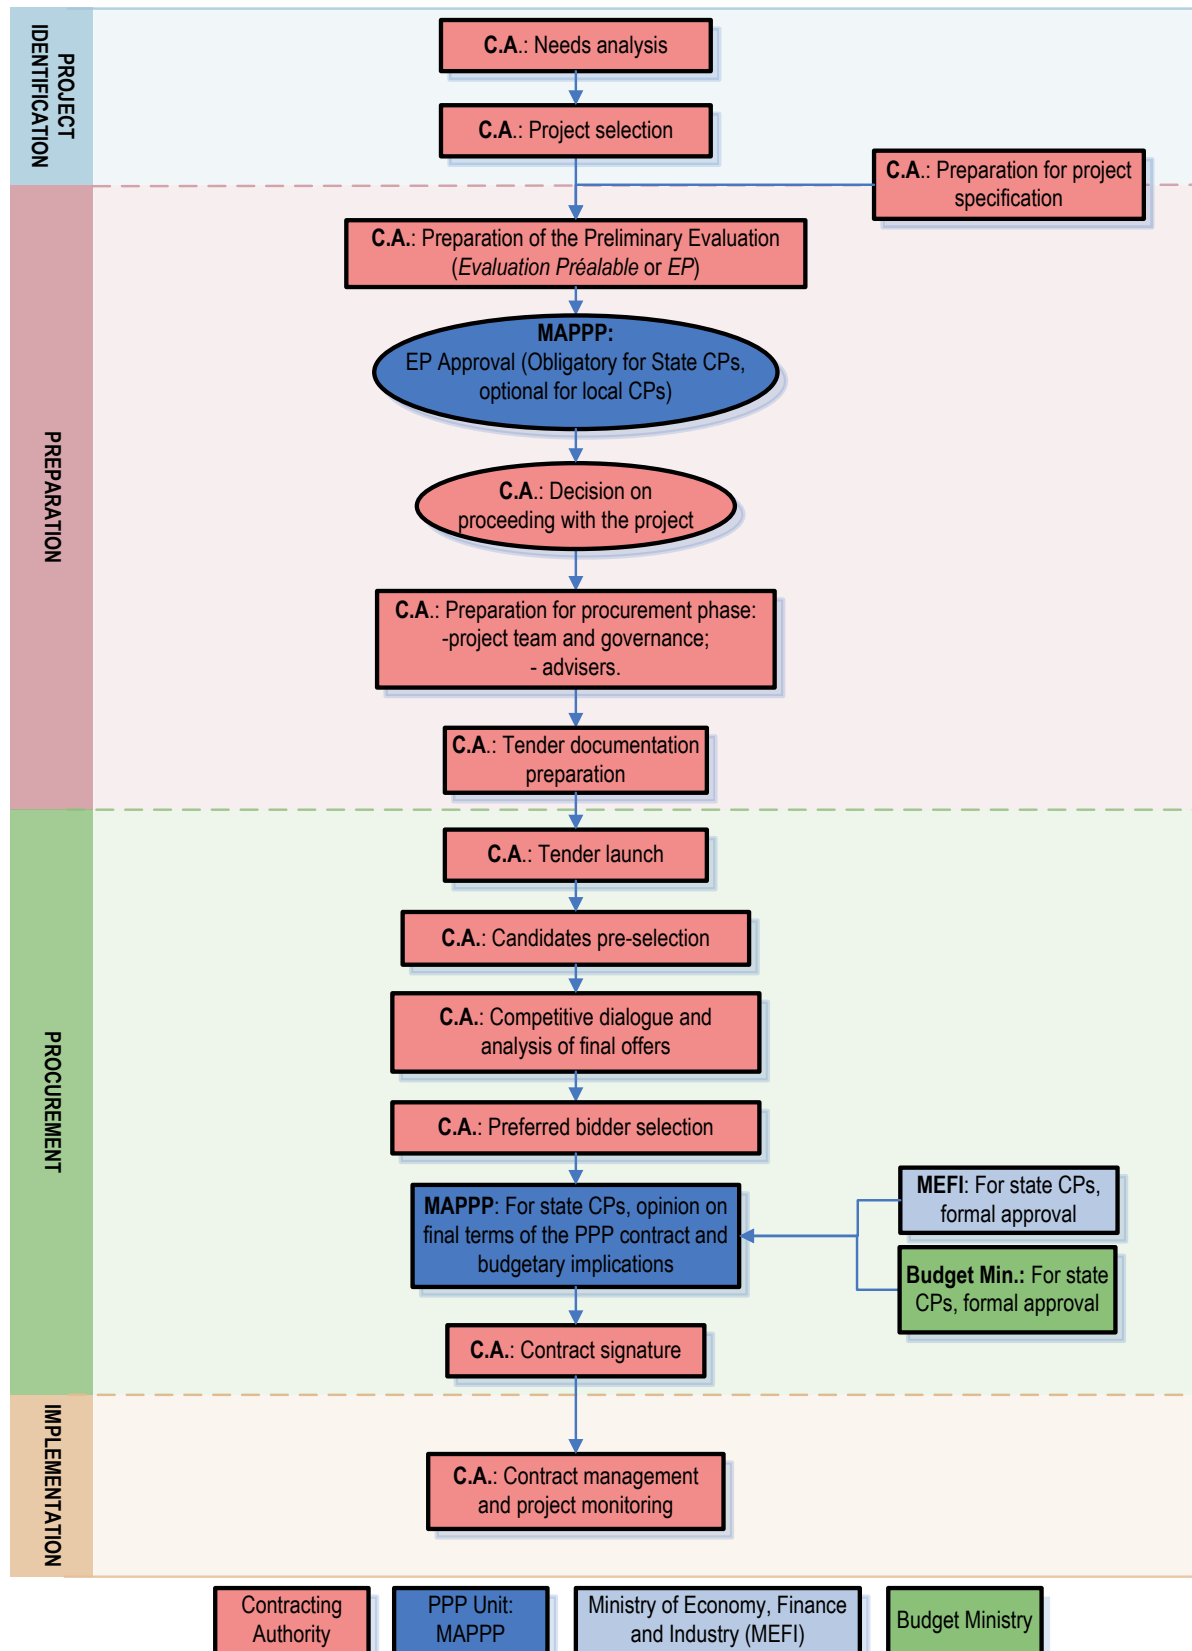 PROJECT
IDENTIFICATION
C.A.: Needs analysis
C.A.: Project selection
C.A.: Preparation for project
specification
PREPARATION
C.A.: Preparation of the Preliminary Evaluation
(Evaluation Préalable or EP)
MAPPP:
EP Approval (Obligatory for State CPs,
optional for local CPs)
C.A.: Decision on
proceeding with the project
C.A.: Preparation for procurement phase:
-project team and governance;
- advisers.
C.A.: Tender documentation
preparation
PROCUREMENT
C.A.: Tender launch
C.A.: Candidates pre-selection
C.A.: Competitive dialogue and
analysis of final offers
C.A.: Preferred bidder selection
MAPPP: For state CPs, opinion on
final terms of the PPP contract and
budgetary implications
MEFI: For state CPs,
formal approval
Budget Min.: For state
CPs, formal approval
C.A.: Contract signature
IMPLEMENTATION
C.A.: Contract management
and project monitoring
Contracting
Authority
PPP Unit:
MAPPP
Ministry of Economy, Finance
and Industry (MEFI)
Budget Ministry